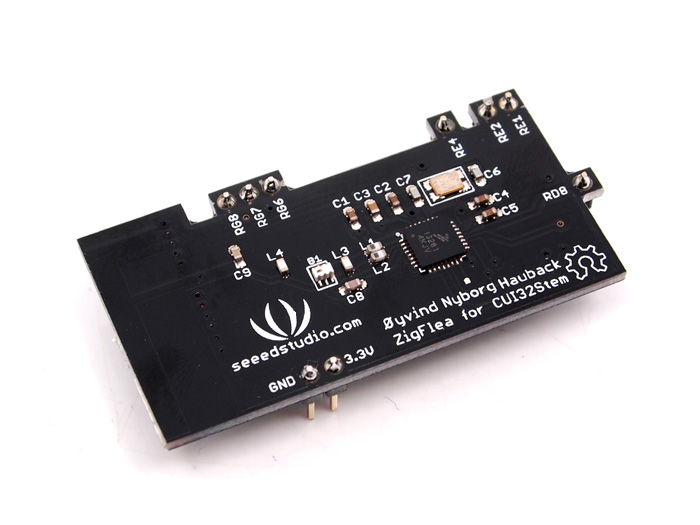 RE1
RE2
RE4
C6
C7
C2
C3
C1
RD8
C4
C5
RG6
RG7
RG8
L1
L2
L3
B1
L4
C9
C8
Øyvind Nyborg Hauback
ZigFlea for CUI32Stem
seeedstudio.com
3.3V
GND